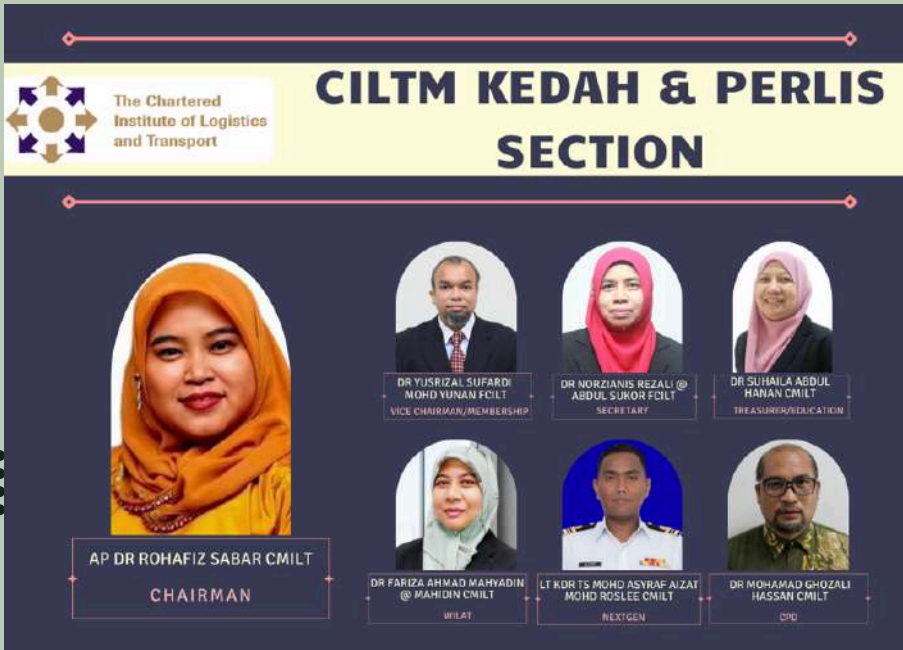 The Chartered
Institute of Logistics
and Transport
CILTM KEDAH & PERLIS
SECTION
AP DR ROHAFIZ SABAR CMILT
CHAIRMAN
DR YUSRIZAL SUFARDI
MOHD YUNAN FCILT
VICE CHAIRMAN/MEMBERSHIP
DR NORZIANIS REZALI @
ABDUL SUKOR FCILT
SECRETARY
DR SUHAILA ABDUL
HANAN CMILT
TREASURER/EDUCATION
DR FARIZA AHMAD MAHYADIN
@ MAHIDIN CMILT
WILAT
LT KDR TS MOHD ASYRAF AIZAT
MOHD ROSLEE CMILT
NEXTGEN
DR MOHAMAD GHOZALI
HASSAN CMILT
CPD